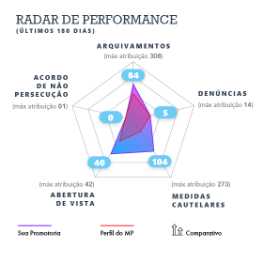 RADAR DE PERFORMANCE
(ÚLTIMOS 180 DIAS)
ARQUIVAMENTOS
(máx atribuição 308)
84
ACORDO
DE NÃO
PERSECUÇÃO
(máx atribuição 01)
0
DENÚNCIAS
(máx atribuição 14)
5
40
104
(máx atribuição 42)
ABERTURA
DE VISTA
(máx atribuição 273)
MEDIDAS
CAUTELARES
Sua Promotoria
Perfil do MP
Comparativo